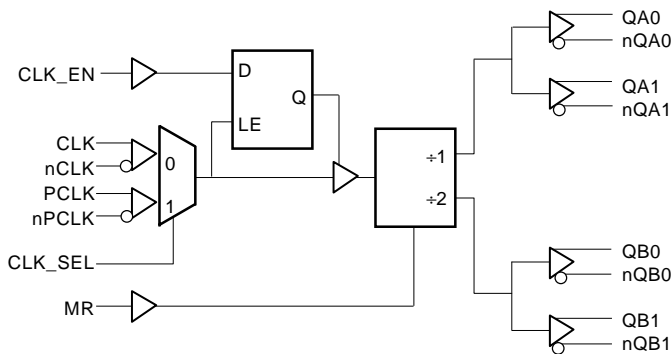 CLK_EN
D
Q
LE
CLK
nCLK
PCLK
nPCLK
0
1
CLK_SEL
MR
÷1
÷2
QA0
nQA0
QA1
nQA1
QB0
nQB0
QB1
nQB1